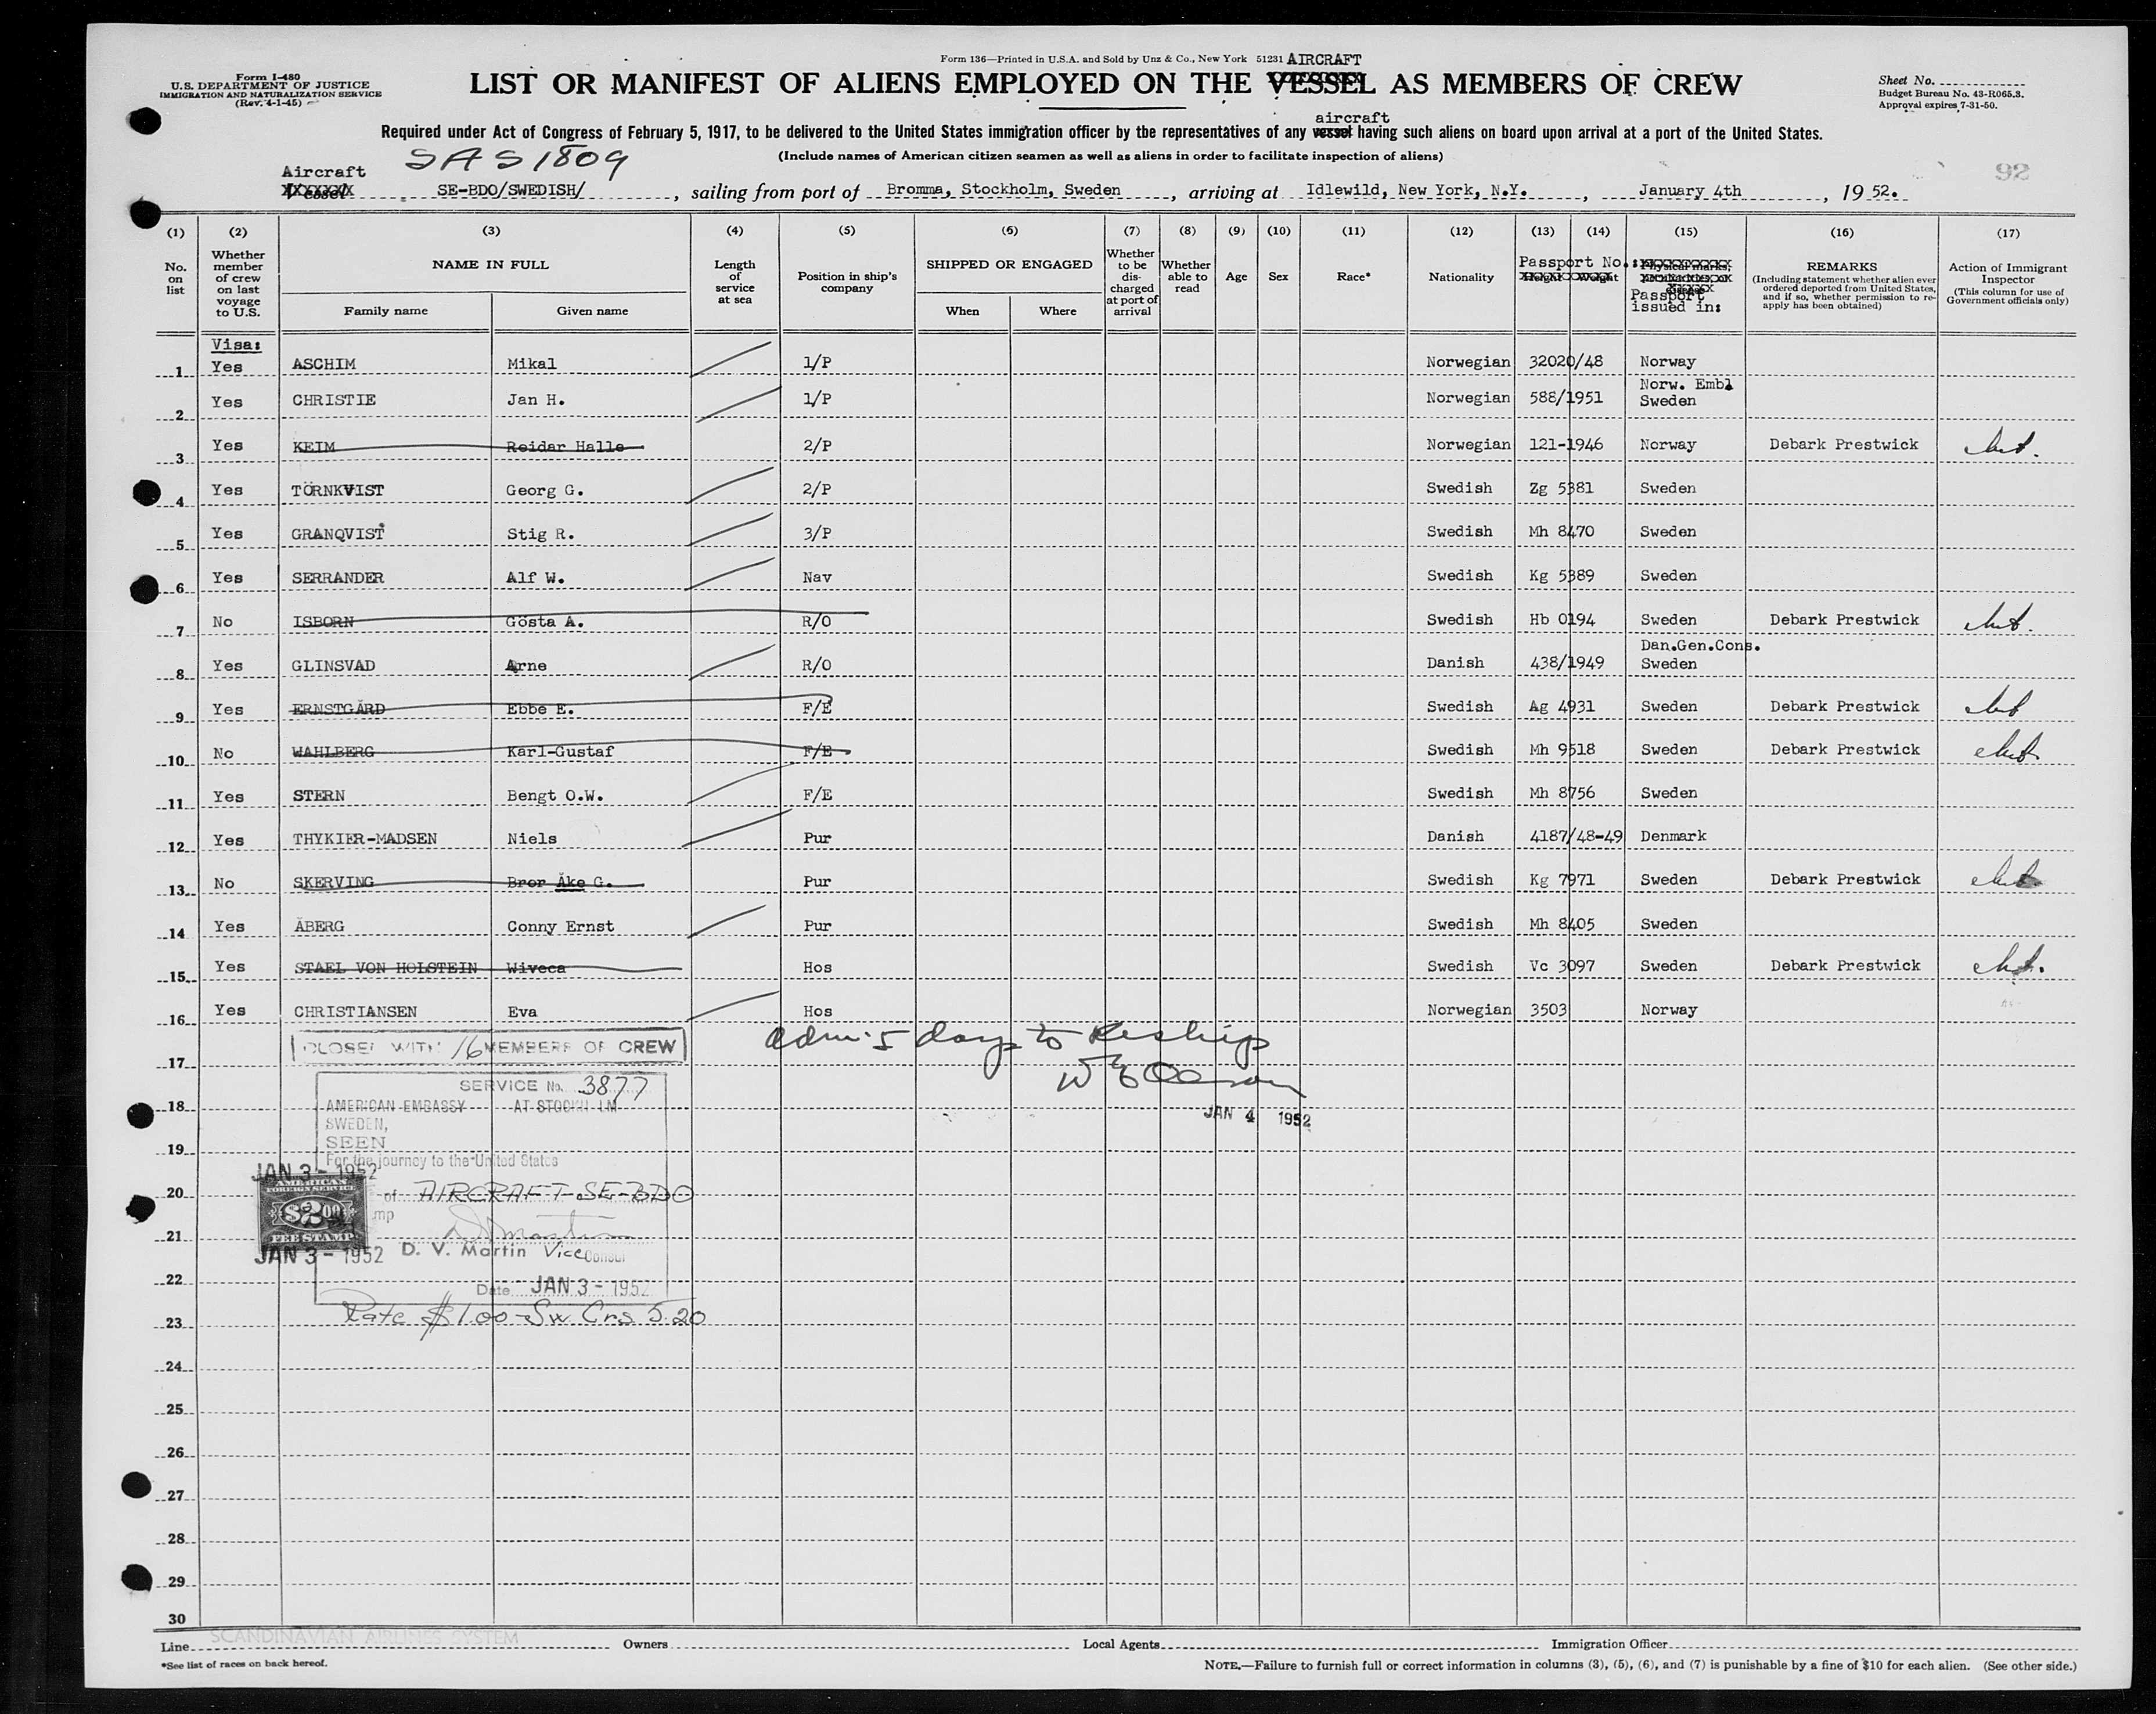 Form I-480
U.S. DEPARTMENT OF JUSTICE
IMMIGRATION AND NATURALIZATION SERVICE
(Rev. 4-1-45)
Form 136—Printed in U.S.A. and Sold by Unz & Co., New York 51231 AIRCRAFT
LIST OR MANIFEST OF ALIENS EMPLOYED ON THE VESSEL AS MEMBERS OF CREW
Sheet No.
Budget Bureau No. 43-R065.3.
Approval expires 7-31-50.
aircraft
Required under Act of Congress of February 5, 1917, to be delivered to the United States immigration officer by the representatives of any vessel having such aliens on board upon arrival at a port of the United States.
(Include names of American citizen seamen as well as aliens in order to facilitate inspection of aliens)
SAS 1809
92
Aircraft
Vessel SE-BDO/SWEDISH/, sailing from port of Bromma, Stockholm, Sweden, arriving at Idlewild, New York, N.Y., January 4th, 19 52.
(1) (2) (3) (4) (5) (6) (7) (8) (9) (10) (11) (12) (13) (14) (15) (16) (17)
No. on list
Whether member of crew on last voyage to U.S.
NAME IN FULL
Family name Given name
Length of service at sea
Position in ship's company
SHIPPED OR ENGAGED
When Where
Whether to be discharged at port of arrival
Whether able to read
Age
Sex
Race*
Nationality
Passport No.:
Height Weight
Physical marks,
Passport issued in:
REMARKS
(Including statement whether alien ever ordered deported from United States, and if so, whether permission to re-apply has been obtained)
Action of Immigrant Inspector
(This column for use of Government officials only)
Visa:
1 Yes ASCHIM Mikal 1/P Norwegian 32020/48 Norway
2 Yes CHRISTIE Jan H. 1/P Norwegian 588/1951 Norw. Emb. Sweden
3 Yes KEIM Reidar Halle 2/P Norwegian 121-1946 Norway Debark Prestwick
4 Yes TÖRNKVIST Georg G. 2/P Swedish Zg 5381 Sweden
5 Yes GRANQVIST Stig R. 3/P Swedish Mh 8470 Sweden
6 Yes SERRANDER Alf W. Nav Swedish Kg 5389 Sweden
7 No ISBORN Gösta A. R/O Swedish Hb 0194 Sweden Debark Prestwick
8 Yes GLINSVAD Arne R/O Danish 438/1949 Dan.Gen.Cons. Sweden
9 Yes ERNSTGÅRD Ebbe E. F/E Swedish Ag 4931 Sweden Debark Prestwick
10 No WAHLBERG Karl-Gustaf F/E Swedish Mh 9518 Sweden Debark Prestwick
11 Yes STERN Bengt O.W. F/E Swedish Mh 8756 Sweden
12 Yes THYKIER-MADSEN Niels Pur Danish 4187/48-49 Denmark
13 No SKERVING Bror Åke G. Pur Swedish Kg 7971 Sweden Debark Prestwick
14 Yes ÅBERG Conny Ernst Pur Swedish Mh 8405 Sweden
15 Yes STAEL VON HOLSTEIN Wiveca Hos Swedish Vc 3097 Sweden Debark Prestwick
16 Yes CHRISTIANSEN Eva Hos Norwegian 3503 Norway
CLOSED WITH 16 MEMBERS OF CREW
adm. 5 days to Reship
JAN 4 1952
17
SERVICE No. 3877
18
AMERICAN EMBASSY AT STOCKHOLM
SWEDEN,
SEEN
19
For the journey to the United States
JAN 3 - 1952
20
of AIRCRAFT SE-BDO
AMERICAN
FOREIGN SERVICE
$2.00
FEE STAMP
21
JAN 3 - 1952
D. V. Martin Vice Consul
22
Date JAN 3 - 1952
Rate $1.00 - Sw. Crs. 5.20
23
24
25
26
27
28
29
30
SCANDINAVIAN AIRLINES SYSTEM
Line Owners Local Agents Immigration Officer
*See list of races on back hereof.
NOTE.—Failure to furnish full or correct information in columns (3), (5), (6), and (7) is punishable by a fine of $10 for each alien. (See other side.)